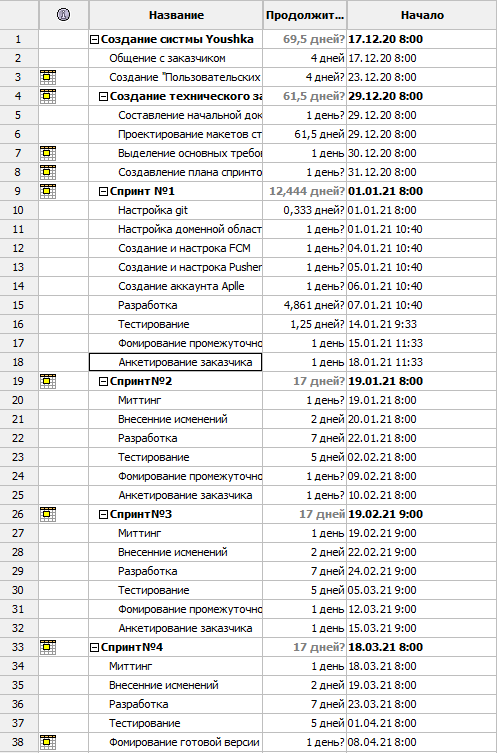 Название Продолжит... Начало
1 Создание систмы Youshka 69,5 дней? 17.12.20 8:00
2 Общение с заказчиком 4 дней 17.12.20 8:00
3 Создание "Пользовательских 4 дней? 23.12.20 8:00
4 Создание технического за 61,5 дней? 29.12.20 8:00
5 Составление начальной док 1 день? 29.12.20 8:00
6 Проектирование макетов ст 61,5 дней 29.12.20 8:00
7 Выделение основных требо 1 день 30.12.20 8:00
8 Создавление плана спринто 1 день? 31.12.20 8:00
9 Спринт №1 12,444 дней? 01.01.21 8:00
10 Настройка git 0,333 дней? 01.01.21 8:00
11 Настройка доменной област 1 день? 01.01.21 10:40
12 Создание и настройка FCM 1 день? 04.01.21 10:40
13 Создание и настрока Pusher 1 день? 05.01.21 10:40
14 Создание аккаунта Aplle 1 день? 06.01.21 10:40
15 Разработка 4,861 дней? 07.01.21 10:40
16 Тестирование 1,25 дней? 14.01.21 9:33
17 Фомирование промежуточно 1 день 15.01.21 11:33
18 Анкетирование заказчика 1 день 18.01.21 11:33
19 Спринт№2 17 дней? 19.01.21 8:00
20 Миттинг 1 день? 19.01.21 8:00
21 Внесенние исменений 2 дней 20.01.21 8:00
22 Разработка 7 дней 22.01.21 8:00
23 Тестирование 5 дней 02.02.21 8:00
24 Фомирование промежуточно 1 день? 09.02.21 8:00
25 Анкетирование заказчика 1 день? 10.02.21 8:00
26 Спринт№3 17 дней 19.02.21 9:00
27 Миттинг 1 день 19.02.21 9:00
28 Внесенние исменений 2 дней 22.02.21 9:00
29 Разработка 7 дней 24.02.21 9:00
30 Тестирование 5 дней 05.03.21 9:00
31 Фомирование промежуточно 1 день 12.03.21 9:00
32 Анкетирование заказчика 1 день 15.03.21 9:00
33 Спринт№4 17 дней? 18.03.21 8:00
34 Миттинг 1 день 18.03.21 8:00
35 Внесенние исменений 2 дней 19.03.21 8:00
36 Разработка 7 дней 23.03.21 8:00
37 Тестирование 5 дней 01.04.21 8:00
38 Фомирование готовой версии 1 день? 08.04.21 8:00